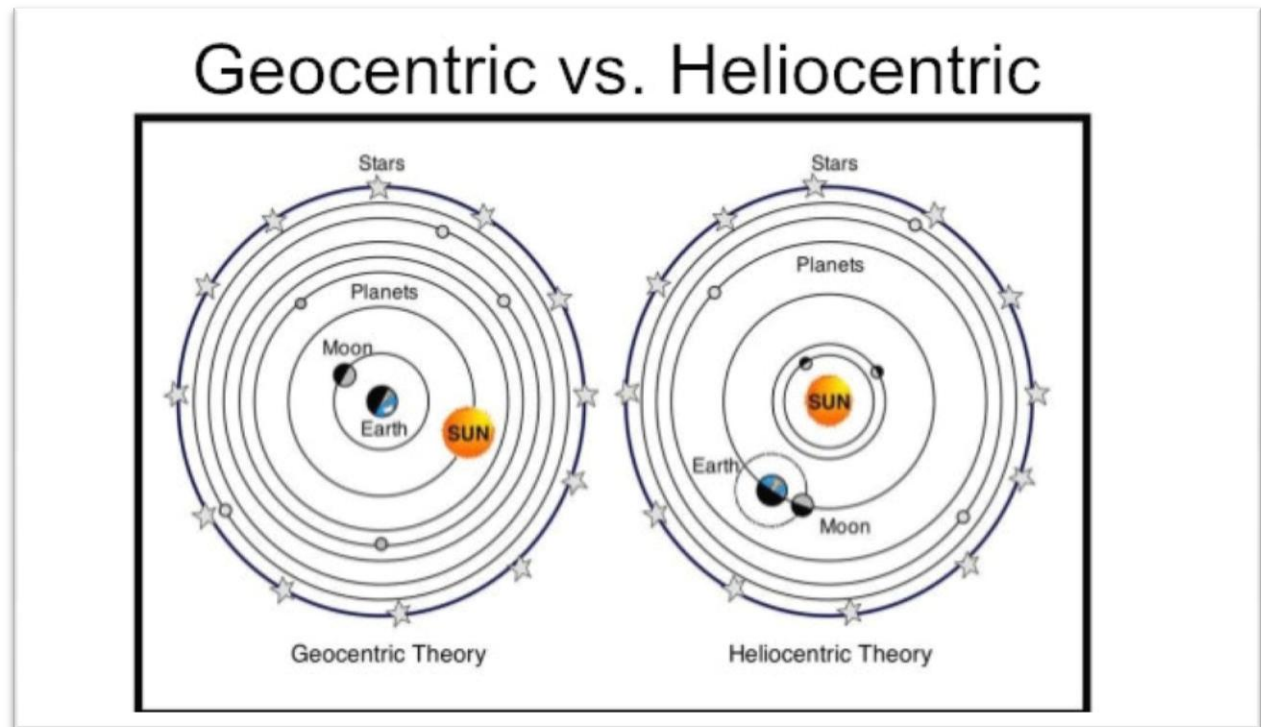 Geocentric vs. Heliocentric
Stars
Planets
Moon
Earth
SUN
Geocentric Theory
Stars
Planets
SUN
Earth
Moon
Heliocentric Theory